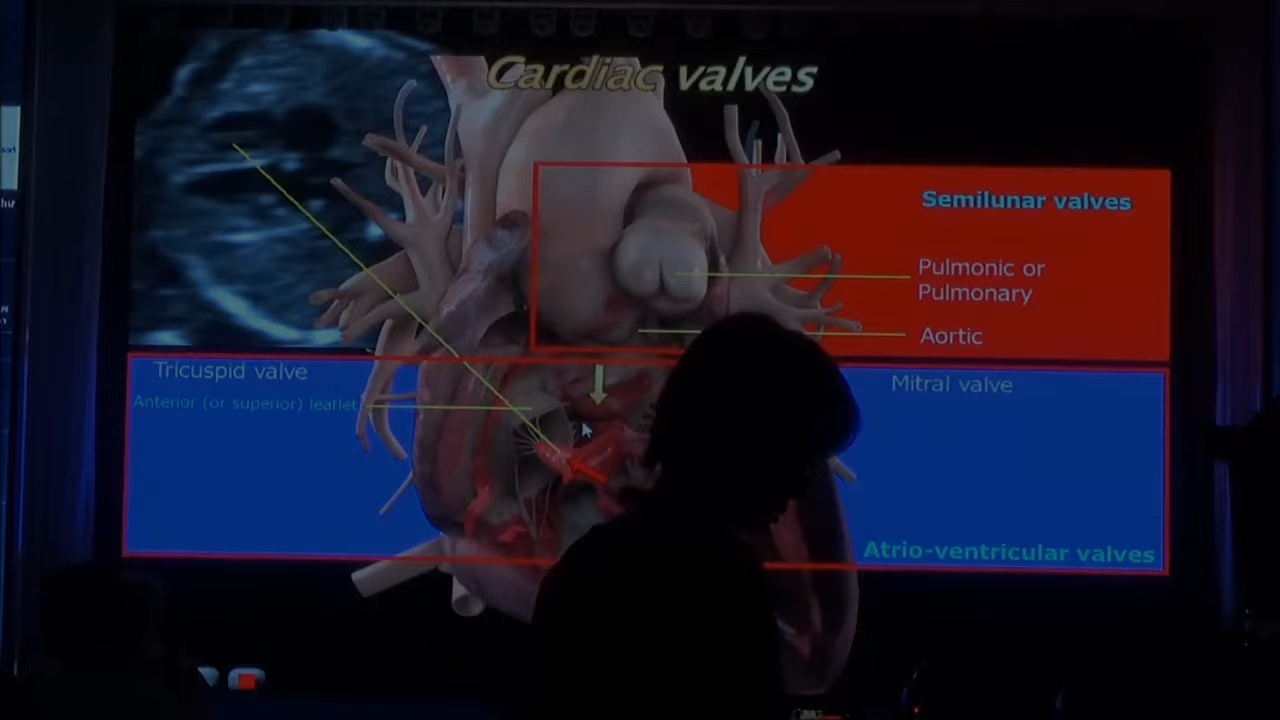 Cardiac valves
Semilunar valves
Pulmonic or
Pulmonary
Aortic
Tricuspid valve
Anterior (or superior) leaflet
Mitral valve
Atrio-ventricular valves